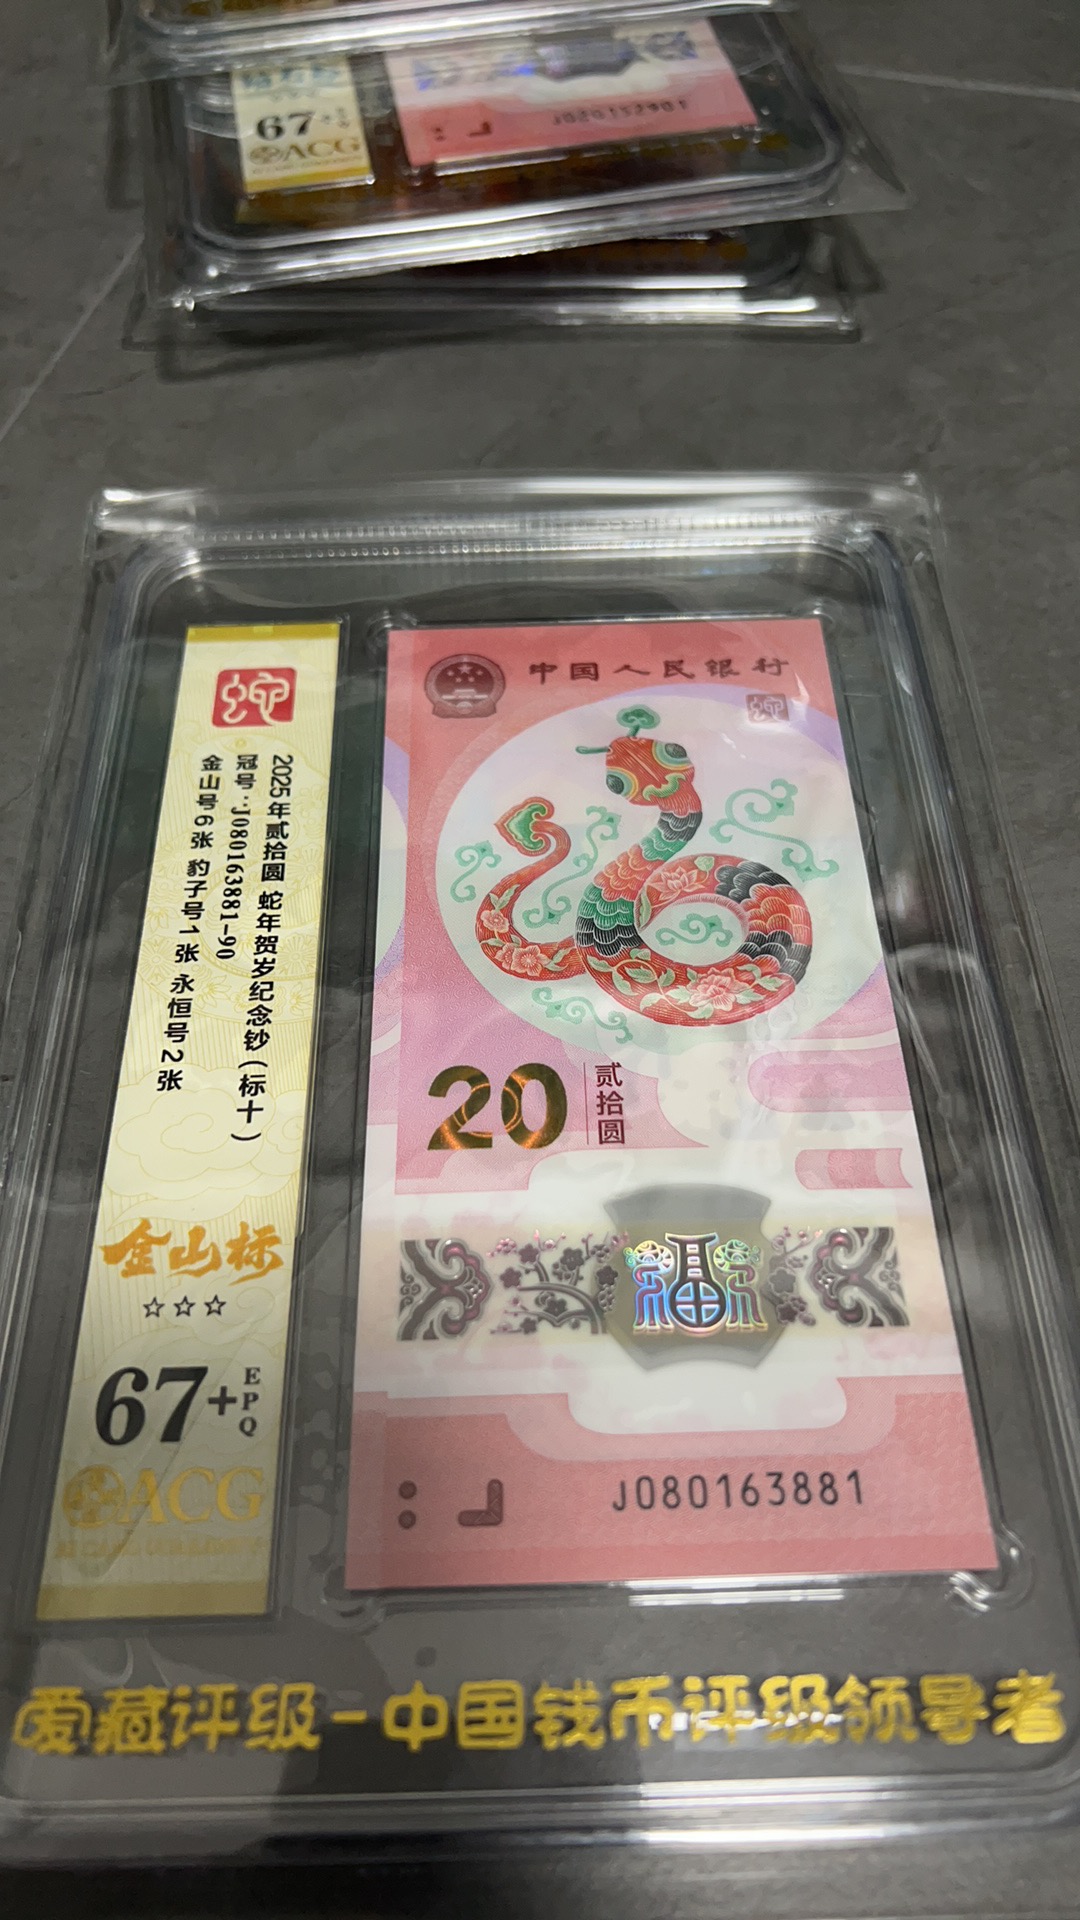 67+
ACG
J020152901
蛇
2025年贰拾圆 蛇年贺岁纪念钞（标十）
冠号:J080163881-90
金山号6张 豹子号1张 永恒号2张
金山标
☆☆☆
67+EPQ
ACG
中国人民银行
蛇
20
贰拾圆
J080163881
爱藏评级-中国钱币评级领导者